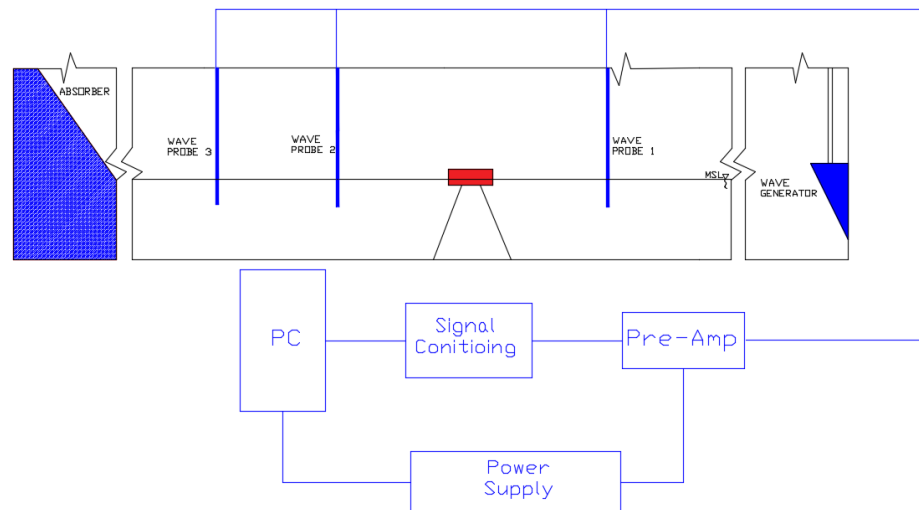 ABSORBER
WAVE
PROBE 3
WAVE
PROBE 2
WAVE
PROBE 1
MSL
WAVE
GENERATOR
PC
Signal
Conitioing
Pre-Amp
Power
Supply